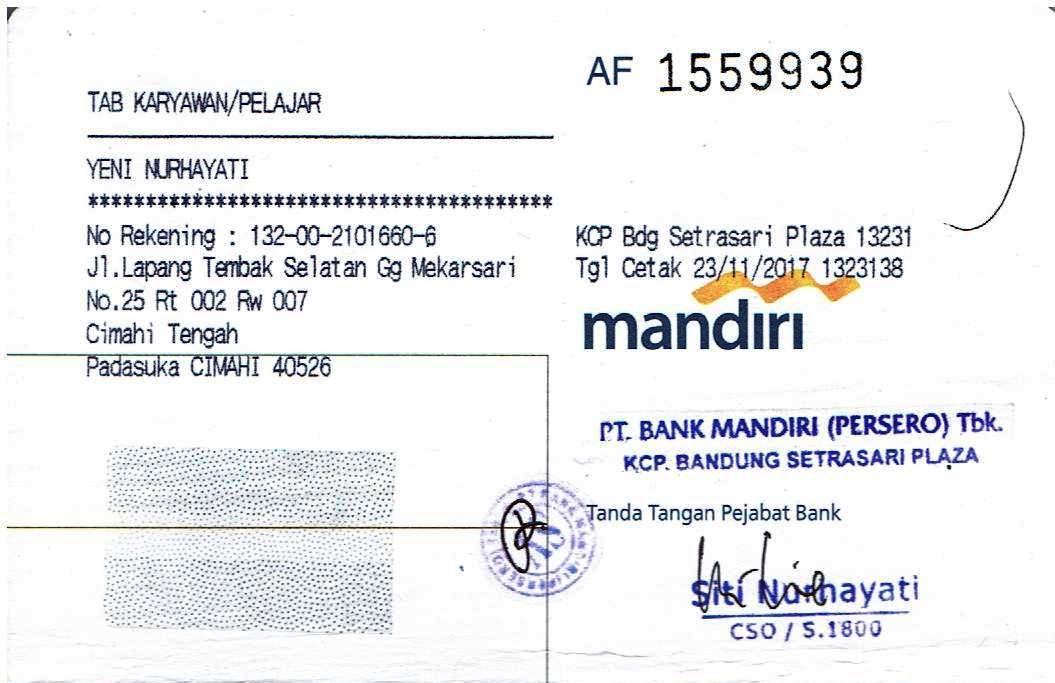 AF 1559939
TAB KARYAWAN/PELAJAR
YENI NURHAYATI
****************************************
No Rekening : 132-00-2101660-6
Jl.Lapang Tembak Selatan Gg Mekarsari
No.25 Rt 002 Rw 007
Cimahi Tengah
Padasuka CIMAHI 40526
KCP Bdg Setrasari Plaza 13231
Tgl Cetak 23/11/2017 1323138
mandiri
PT. BANK MANDIRI (PERSERO) Tbk.
KCP. BANDUNG SETRASARI PLAZA
Tanda Tangan Pejabat Bank
Siti Nurhayati
CSO / S.1800